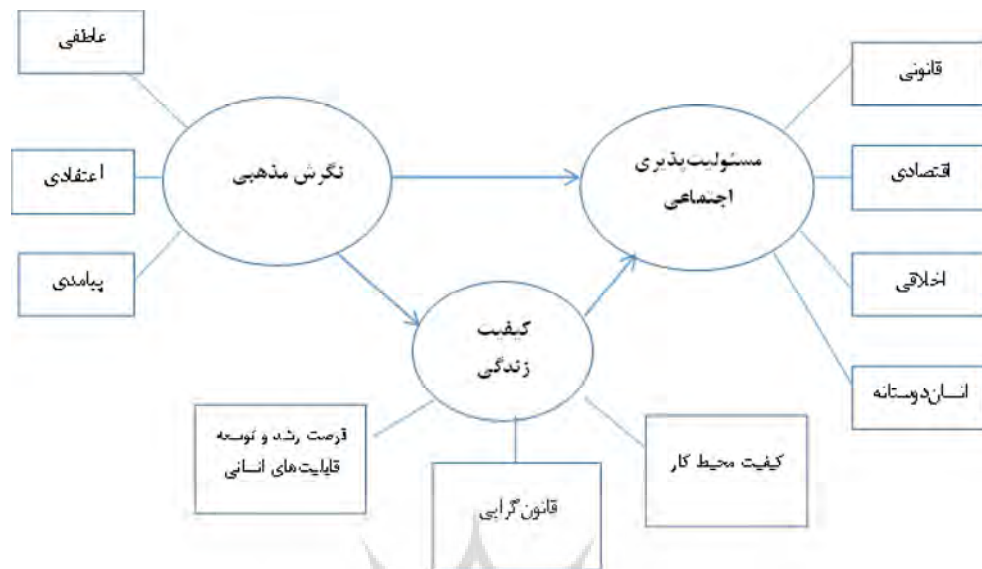 عاطفی
قانونی
نگرش مذهبی
مسئولیت‌پذیری
اجتماعی
اعتقادی
اقتصادی
پیامدی
اخلاقی
کیفیت
زندگی
انسان‌دوستانه
فرصت رشد و توسعه
قابلیت‌های انسانی
کیفیت محیط کار
قانون‌گرایی